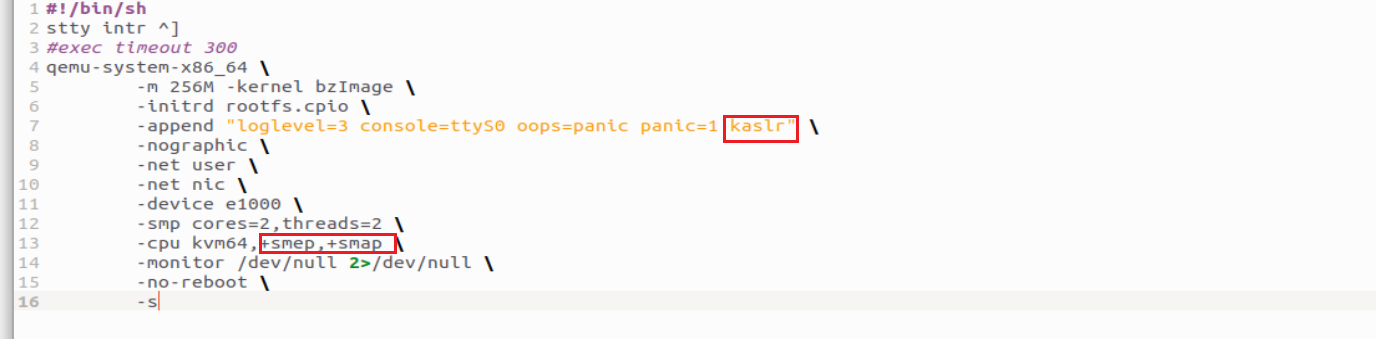 1 #!/bin/sh
2 stty intr ^]
3 #exec timeout 300
4 qemu-system-x86_64 \
5 -m 256M -kernel bzImage \
6 -initrd rootfs.cpio \
7 -append "loglevel=3 console=ttyS0 oops=panic panic=1 kaslr" \
8 -nographic \
9 -net user \
10 -net nic \
11 -device e1000 \
12 -smp cores=2,threads=2 \
13 -cpu kvm64,+smep,+smap \
14 -monitor /dev/null 2>/dev/null \
15 -no-reboot \
16 -s